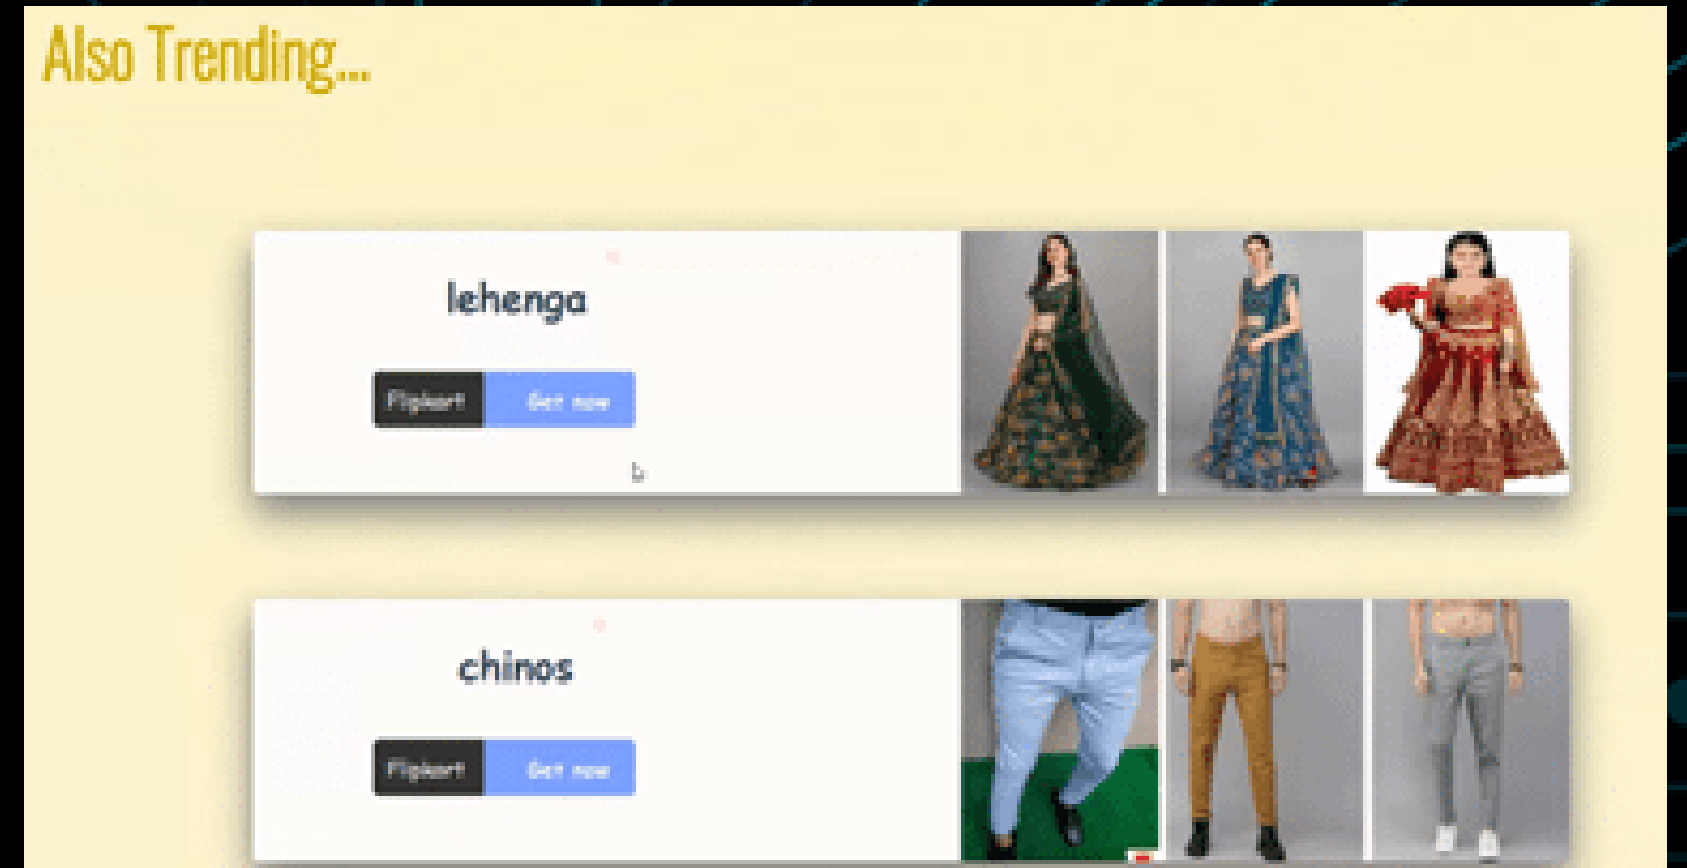 Also Trending...
lehenga
Flipkart Get now
chinos
Flipkart Get now